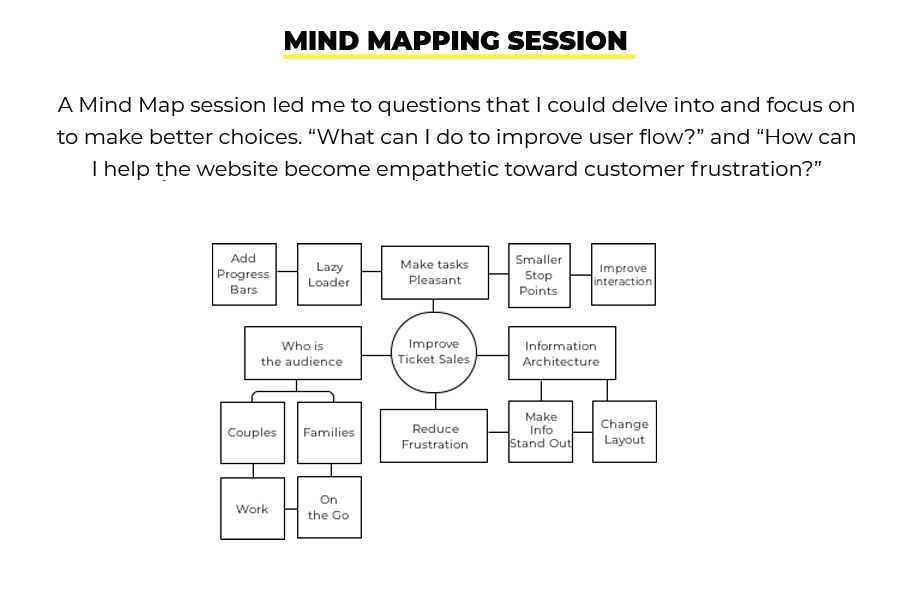 MIND MAPPING SESSION
A Mind Map session led me to questions that I could delve into and focus on
to make better choices. “What can I do to improve user flow?” and “How can
I help the website become empathetic toward customer frustration?”
Add
Progress
Bars
Lazy
Loader
Make tasks
Pleasant
Smaller
Stop
Points
Improve
interaction
Who is
the audience
Improve
Ticket Sales
Information
Architecture
Couples
Families
Reduce
Frustration
Make
Info
Stand Out
Change
Layout
Work
On
the Go